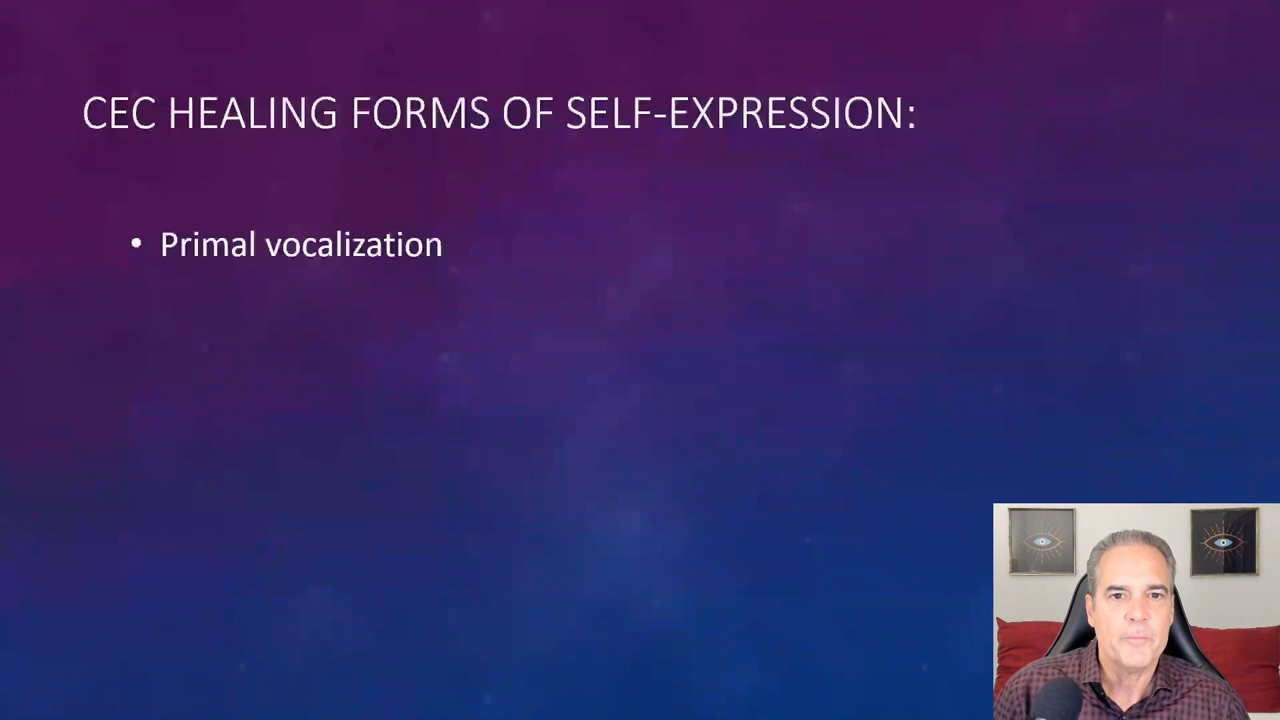 CEC HEALING FORMS OF SELF-EXPRESSION:
• Primal vocalization